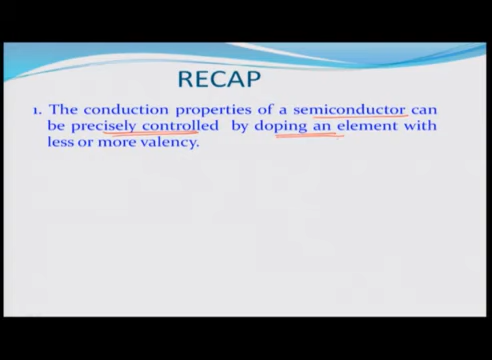 RECAP
1. The conduction properties of a semiconductor can
be precisely controlled by doping an element with
less or more valency.